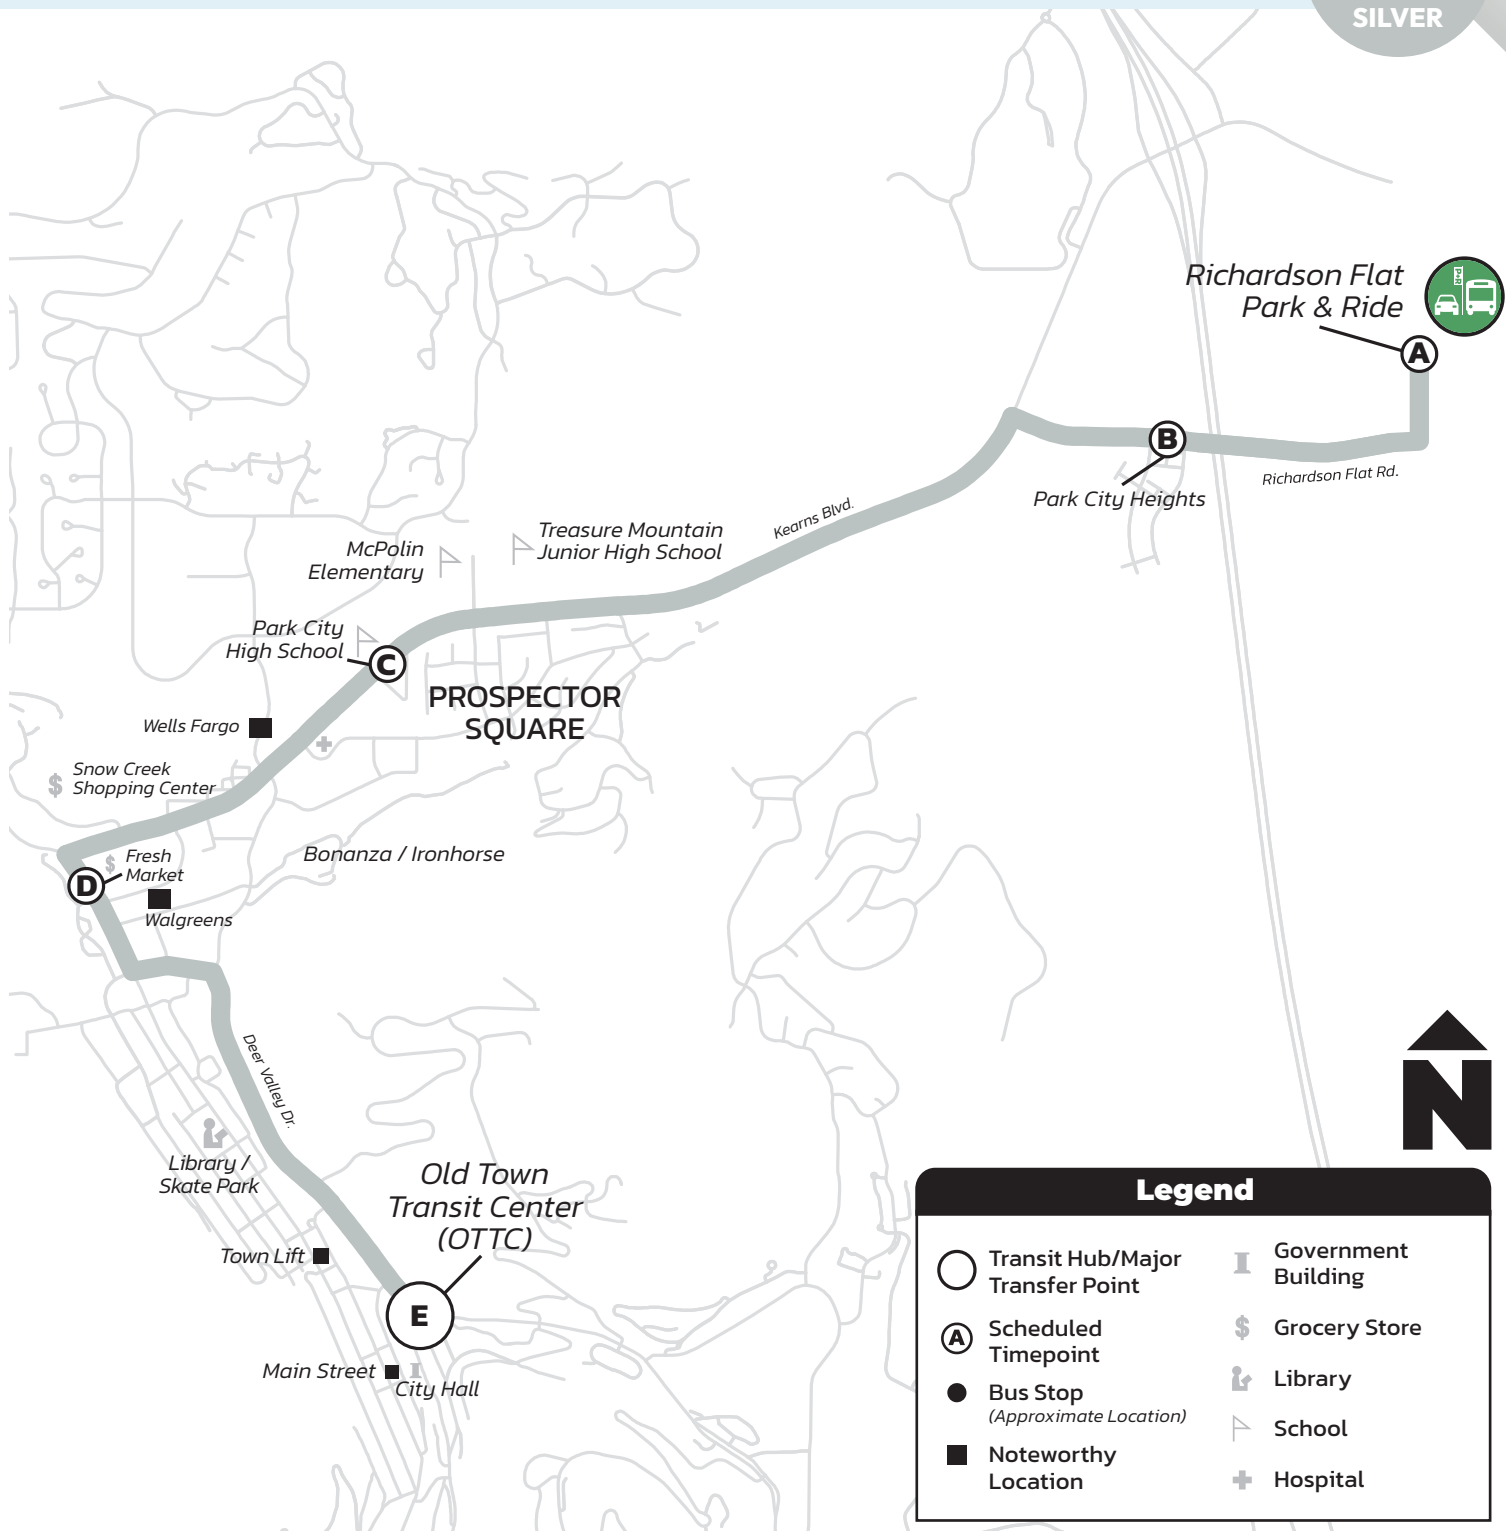 SILVER
Richardson Flat
Park & Ride
P+R
A
B
Richardson Flat Rd.
Park City Heights
Kearns Blvd.
Treasure Mountain
Junior High School
McPolin
Elementary
Park City
High School
C
PROSPECTOR
SQUARE
Wells Fargo
$
Snow Creek
Shopping Center
$
Fresh
Market
D
Bonanza / Ironhorse
Walgreens
Deer Valley Dr.
Library /
Skate Park
Old Town
Transit Center
(OTTC)
Town Lift
E
Main Street
City Hall
N
Legend
Transit Hub/Major
Transfer Point
A
Scheduled
Timepoint
Bus Stop
(Approximate Location)
Noteworthy
Location
Government
Building
$
Grocery Store
Library
School
Hospital